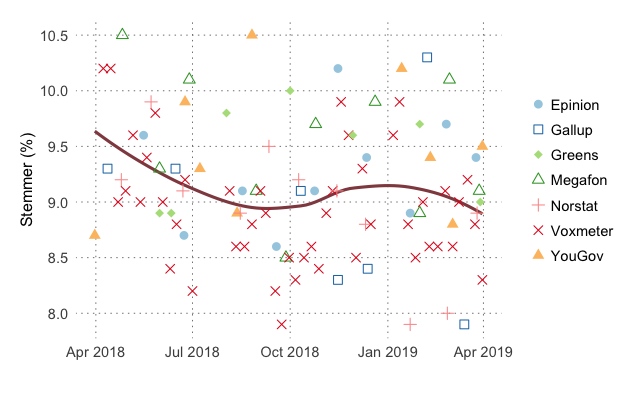 Stemmer (%)
10.5
10.0
9.5
9.0
8.5
8.0
Apr 2018
Jul 2018
Oct 2018
Jan 2019
Apr 2019
Epinion
Gallup
Greens
Megafon
Norstat
Voxmeter
YouGov